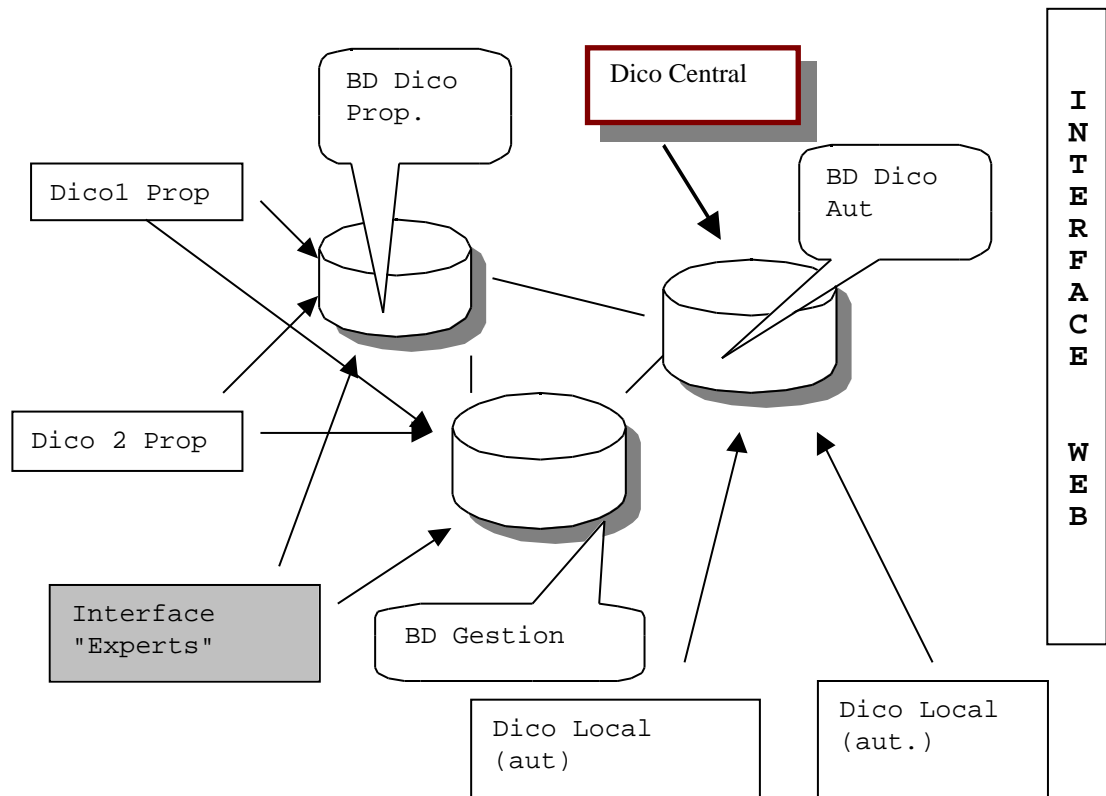 BD Dico
Prop.
Dico Central
BD Dico
Aut
Dico1 Prop
Dico 2 Prop
Interface
"Experts"
BD Gestion
Dico Local
(aut)
Dico Local
(aut.)
INTERFACE
WEB